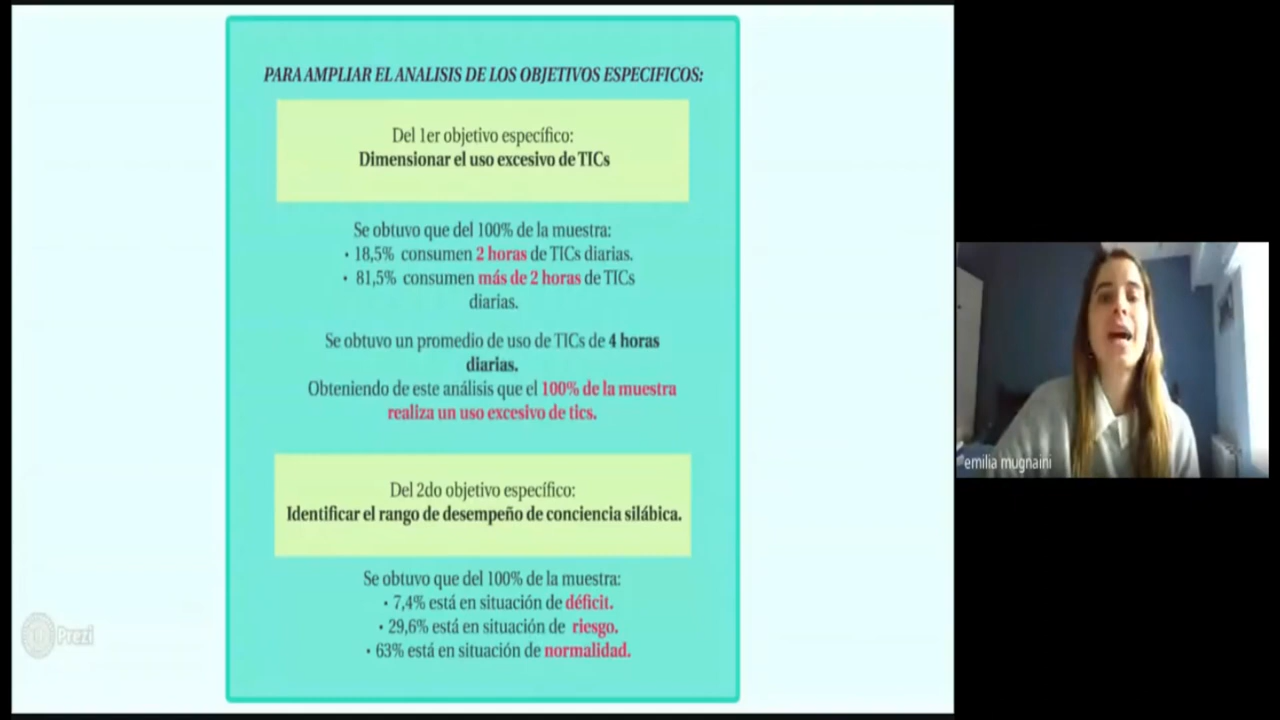 PARA AMPLIAR EL ANALISIS DE LOS OBJETIVOS ESPECIFICOS:
Del 1er objetivo específico:
Dimensionar el uso excesivo de TICs
Se obtuvo que del 100% de la muestra:
• 18,5% consumen 2 horas de TICs diarias.
• 81,5% consumen más de 2 horas de TICs
diarias.
Se obtuvo un promedio de uso de TICs de 4 horas
diarias.
Obteniendo de este análisis que el 100% de la muestra
realiza un uso excesivo de tics.
Del 2do objetivo específico:
Identificar el rango de desempeño de conciencia silábica.
Se obtuvo que del 100% de la muestra:
• 7,4% está en situación de déficit.
• 29,6% está en situación de riesgo.
• 63% está en situación de normalidad.
Prezi
emilia mugnaini